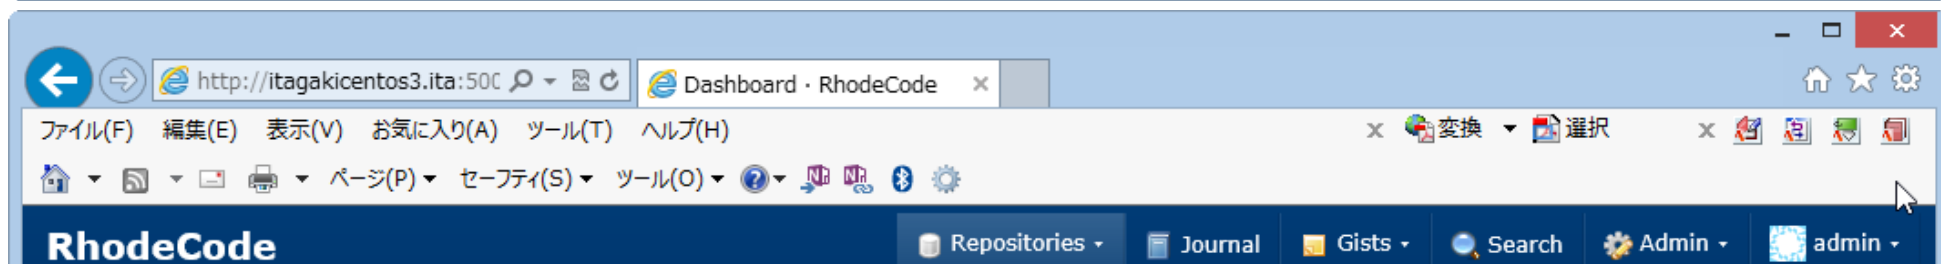 http://itagakicentos3.ita:500 Dashboard · RhodeCode
ファイル(F) 編集(E) 表示(V) お気に入り(A) ツール(T) ヘルプ(H) x 変換 選択 x
ページ(P) セーフティ(S) ツール(O)
RhodeCode Repositories Journal Gists Search Admin admin